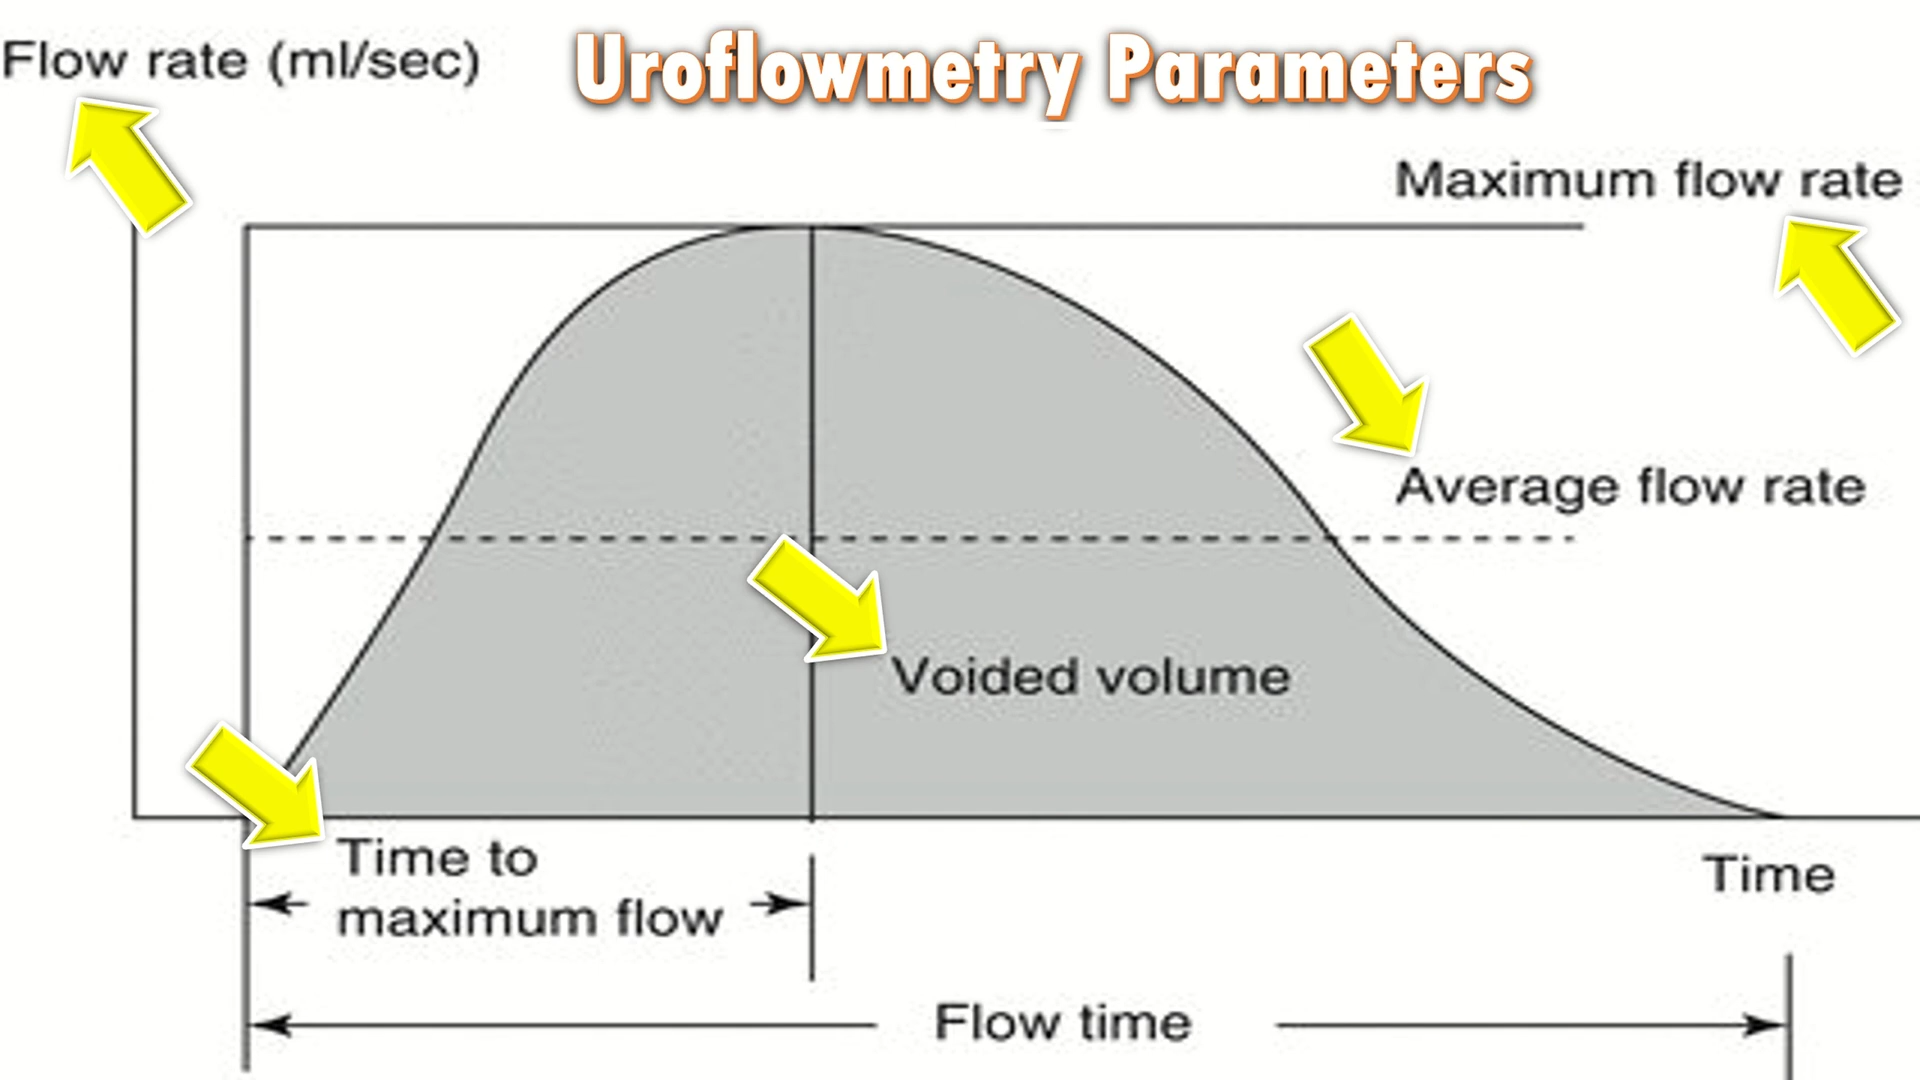 Flow rate (ml/sec)
Uroflowmetry Parameters
Maximum flow rate
Average flow rate
Voided volume
Time to
maximum flow
Time
Flow time